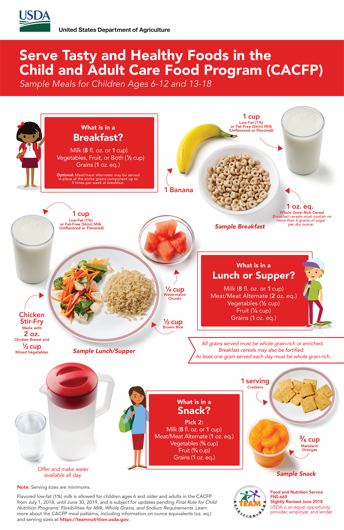 USDA
United States Department of Agriculture
Serve Tasty and Healthy Foods in the
Child and Adult Care Food Program (CACFP)
Sample Meals for Children Ages 6-12 and 13-18
What is in a
Breakfast?
Milk (8 fl. oz. or 1 cup)
Vegetables, Fruit, or Both (½ cup)
Grains (1 oz. eq.)
Optional: Meat/meat alternates may be served
in place of the entire grains component up to
3 times per week at breakfast.
1 cup
Low-Fat (1%)
or Fat-Free (Skim) Milk
(Unflavored or Flavored)
1 Banana
1 oz. eq.
Whole Grain-Rich Cereal
Breakfast cereals must contain no
more than 6 grams of sugar
per dry ounce.
Sample Breakfast
1 cup
Low-Fat (1%)
or Fat-Free (Skim) Milk
(Unflavored or Flavored)
¼ cup
Watermelon
Chunks
½ cup
Brown Rice
Chicken
Stir-Fry
Made with
2 oz.
Chicken Breast and
½ cup
Mixed Vegetables
Sample Lunch/Supper
What is in a
Lunch or Supper?
Milk (8 fl. oz. or 1 cup)
Meat/Meat Alternate (2 oz. eq.)
Vegetables (½ cup)
Fruit (¼ cup)
Grains (1 oz. eq.)
All grains served must be whole grain-rich or enriched.
Breakfast cereals may also be fortified.
At least one grain served each day must be whole grain-rich.
Offer and make water
available all day.
What is in a
Snack?
Pick 2:
Milk (8 fl. oz. or 1 cup)
Meat/Meat Alternate (1 oz. eq.)
Vegetables (¾ cup)
Fruit (¾ cup)
Grains (1 oz. eq.)
1 serving
Crackers
¾ cup
Mandarin
Oranges
Sample Snack
Note: Serving sizes are minimums.
Flavored low-fat (1%) milk is allowed for children ages 6 and older and adults in the CACFP
from July 1, 2018, until June 30, 2019, and is subject for updates pending Final Rule for Child
Nutrition Programs: Flexibilities for Milk, Whole Grains, and Sodium Requirements. Learn
more about the CACFP meal patterns, including information on ounce equivalents (oz. eq.)
and serving sizes at https://teamnutrition.usda.gov.
TEAM
Food and Nutrition Service
FNS-669
Slightly Revised June 2018
USDA is an equal opportunity
provider, employer, and lender.